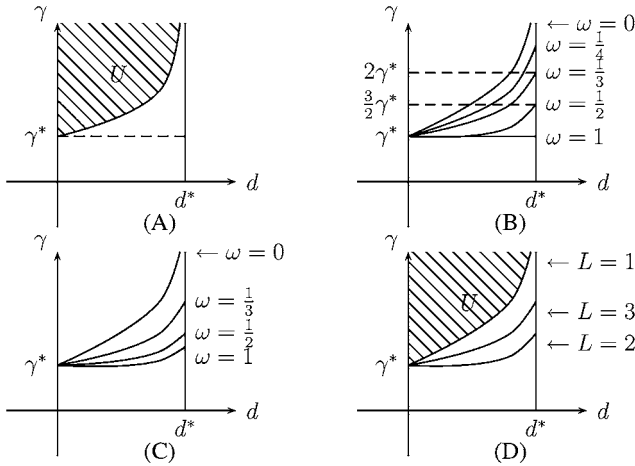 γ
U
γ*
d
d*
(A)
γ
← ω = 0
ω = 1/4
2γ*
ω = 1/3
3/2γ*
ω = 1/2
γ*
ω = 1
d
d*
(B)
γ
← ω = 0
ω = 1/3
ω = 1/2
γ*
ω = 1
d
d*
(C)
γ
← L = 1
U
← L = 3
← L = 2
γ*
d
d*
(D)